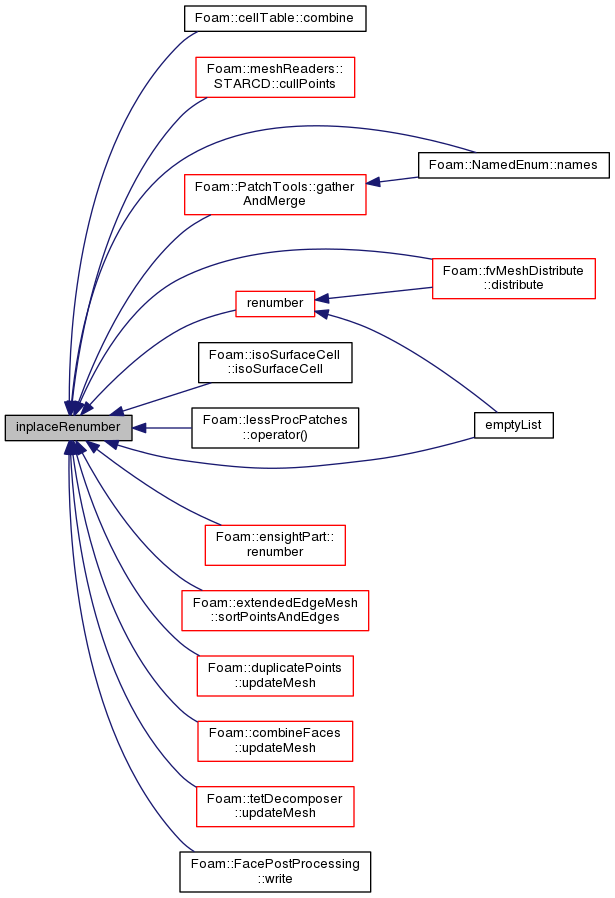 Foam::cellTable::combine
Foam::meshReaders::
STARCD::cullPoints
Foam::NamedEnum::names
Foam::PatchTools::gather
AndMerge
Foam::fvMeshDistribute
::distribute
renumber
Foam::isoSurfaceCell
::isoSurfaceCell
inplaceRenumber
Foam::lessProcPatches
::operator()
emptyList
Foam::ensightPart::
renumber
Foam::extendedEdgeMesh
::sortPointsAndEdges
Foam::duplicatePoints
::updateMesh
Foam::combineFaces
::updateMesh
Foam::tetDecomposer
::updateMesh
Foam::FacePostProcessing
::write